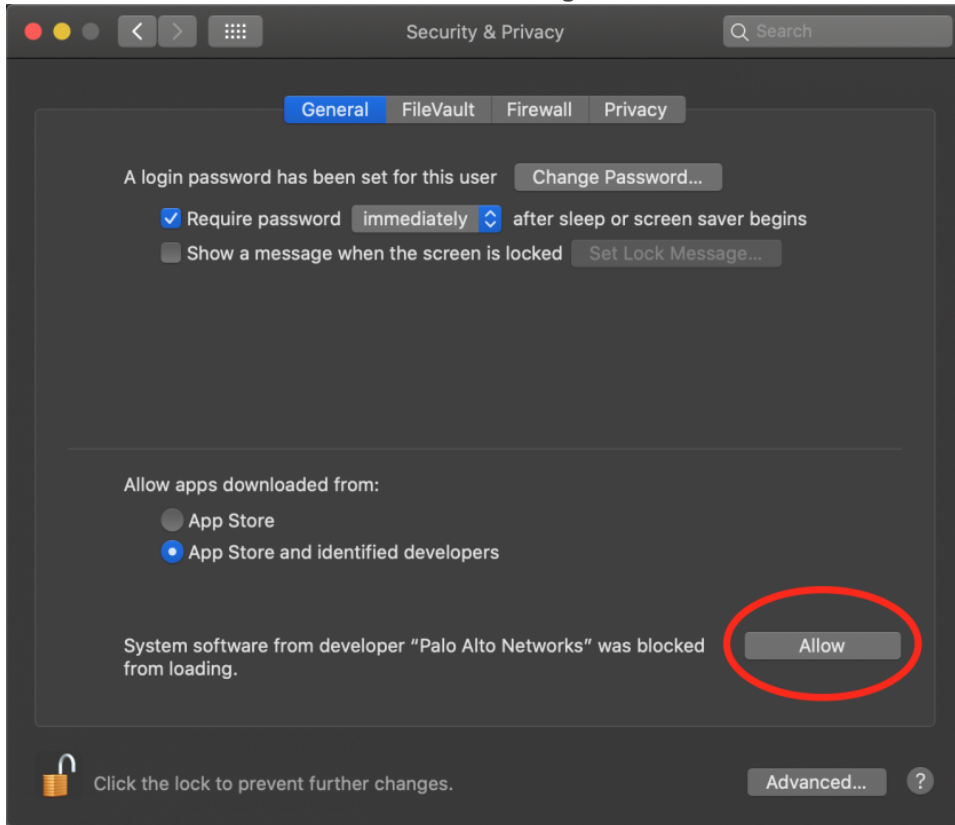 Security & Privacy
Search
General FileVault Firewall Privacy
A login password has been set for this user Change Password...
Require password immediately after sleep or screen saver begins
Show a message when the screen is locked Set Lock Message...
Allow apps downloaded from:
App Store
App Store and identified developers
System software from developer “Palo Alto Networks” was blocked Allow
from loading.
Click the lock to prevent further changes. Advanced... ?